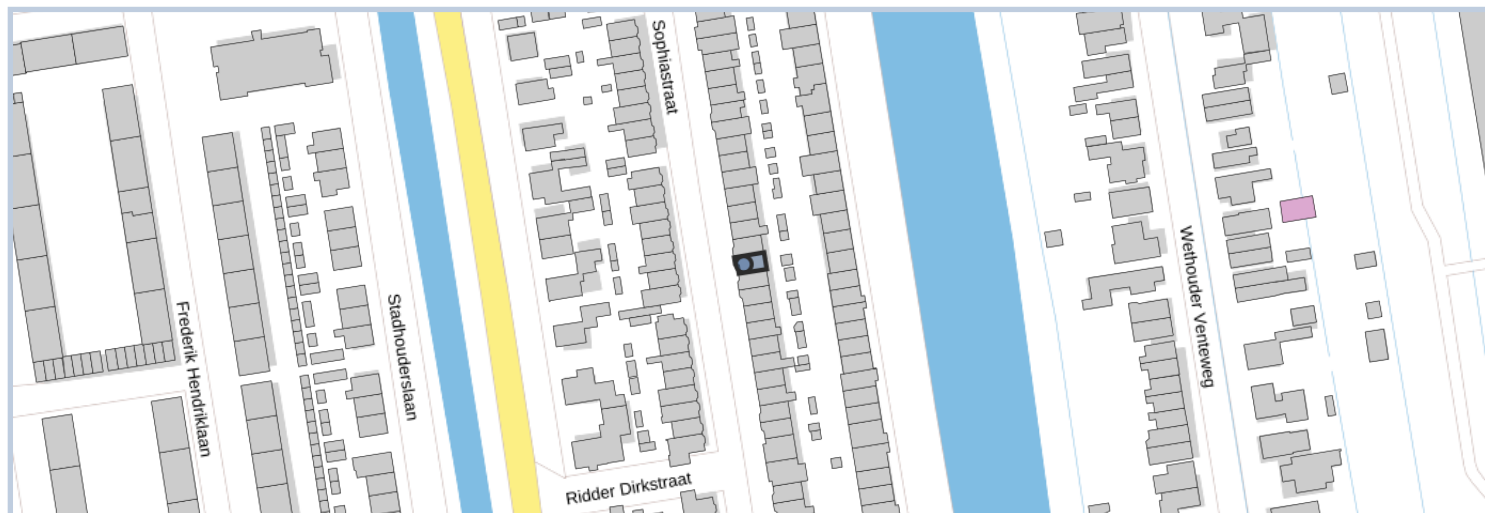 Sophiastraat
Frederik Hendriklaan
Stadhouderslaan
Wethouder Venteweg
Ridder Dirkstraat